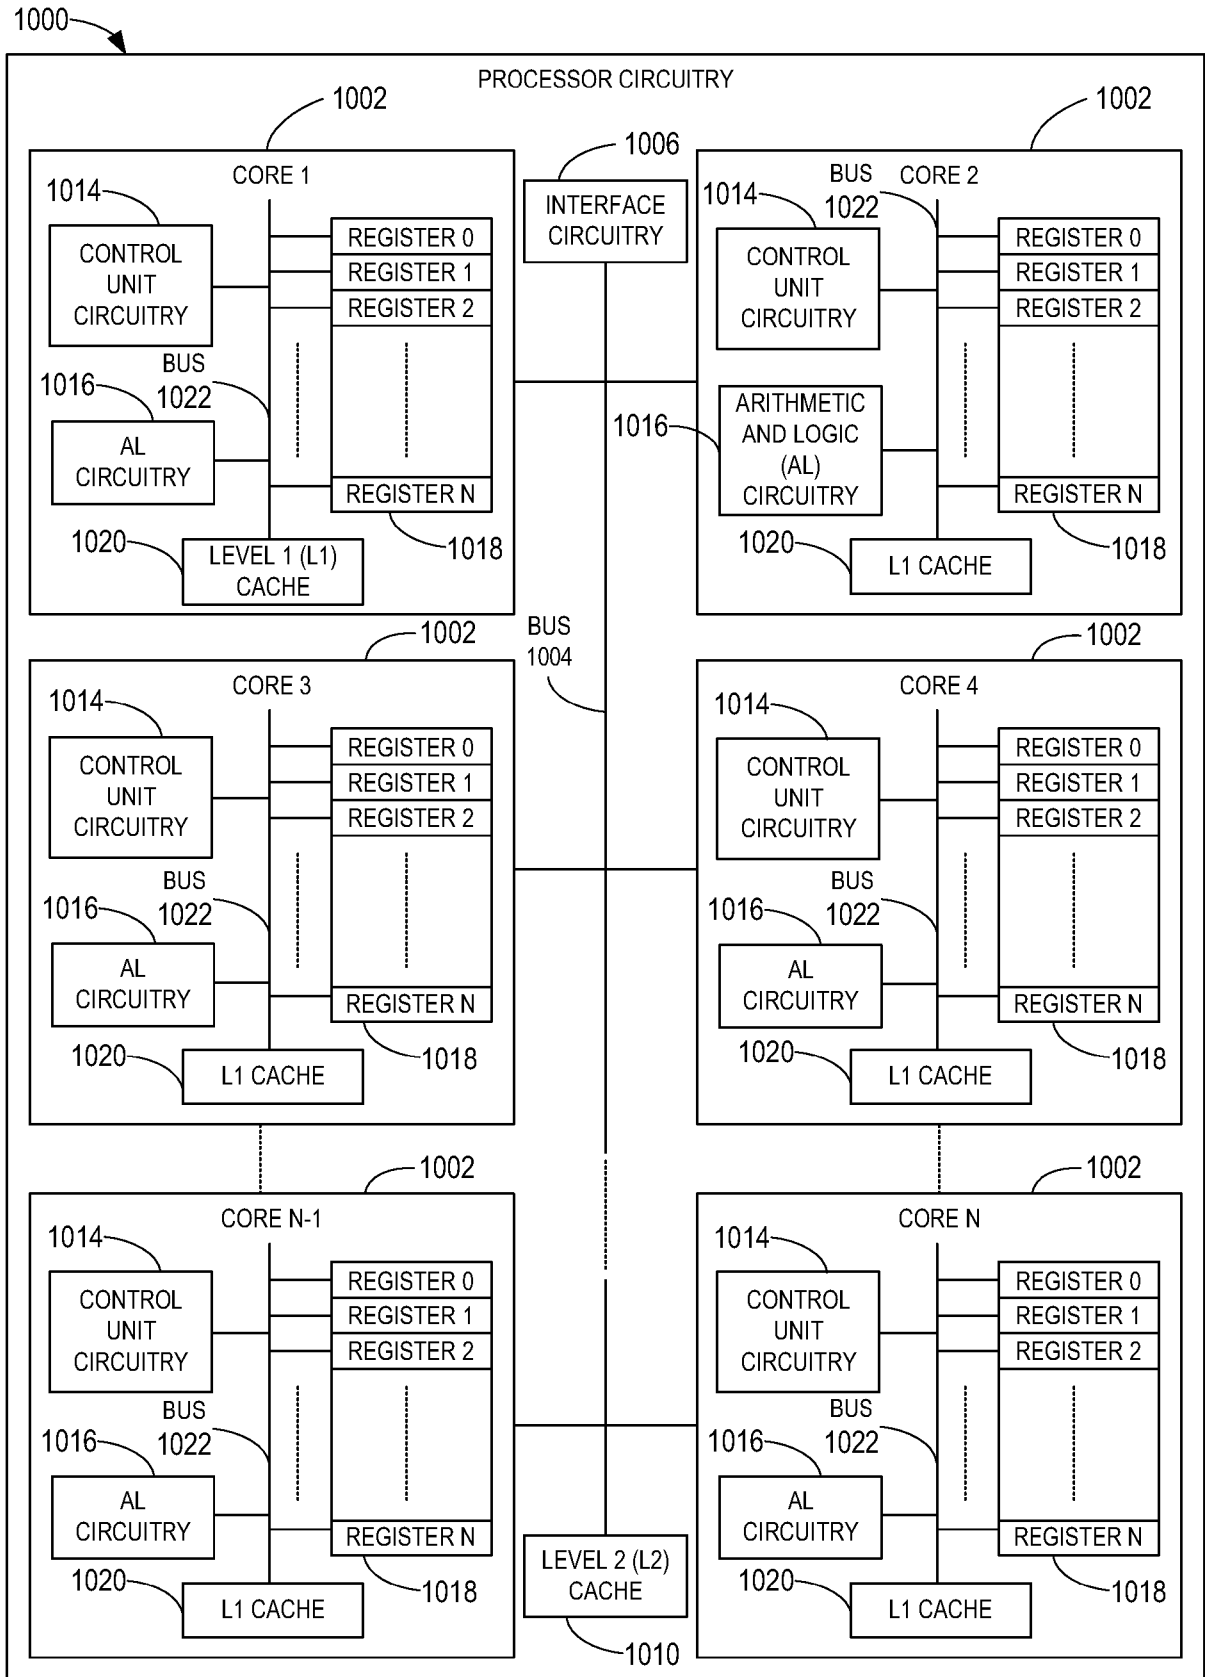 1000
PROCESSOR CIRCUITRY
1002
CORE 1
1014
CONTROL
UNIT
CIRCUITRY
REGISTER 0
REGISTER 1
REGISTER 2
BUS
1022
1016
AL
CIRCUITRY
REGISTER N
1018
1020
LEVEL 1 (L1)
CACHE
1006
INTERFACE
CIRCUITRY
1002
BUS
1022
CORE 2
1014
CONTROL
UNIT
CIRCUITRY
REGISTER 0
REGISTER 1
REGISTER 2
1016
ARITHMETIC
AND LOGIC
(AL)
CIRCUITRY
REGISTER N
1018
1020
L1 CACHE
BUS
1004
1002
CORE 3
1014
CONTROL
UNIT
CIRCUITRY
REGISTER 0
REGISTER 1
REGISTER 2
BUS
1022
1016
AL
CIRCUITRY
REGISTER N
1018
1020
L1 CACHE
1002
CORE 4
1014
CONTROL
UNIT
CIRCUITRY
REGISTER 0
REGISTER 1
REGISTER 2
BUS
1022
1016
AL
CIRCUITRY
REGISTER N
1018
1020
L1 CACHE
1002
CORE N-1
1014
CONTROL
UNIT
CIRCUITRY
REGISTER 0
REGISTER 1
REGISTER 2
BUS
1022
1016
AL
CIRCUITRY
REGISTER N
1018
1020
L1 CACHE
1002
CORE N
1014
CONTROL
UNIT
CIRCUITRY
REGISTER 0
REGISTER 1
REGISTER 2
BUS
1022
1016
AL
CIRCUITRY
REGISTER N
1018
1020
L1 CACHE
LEVEL 2 (L2)
CACHE
1010